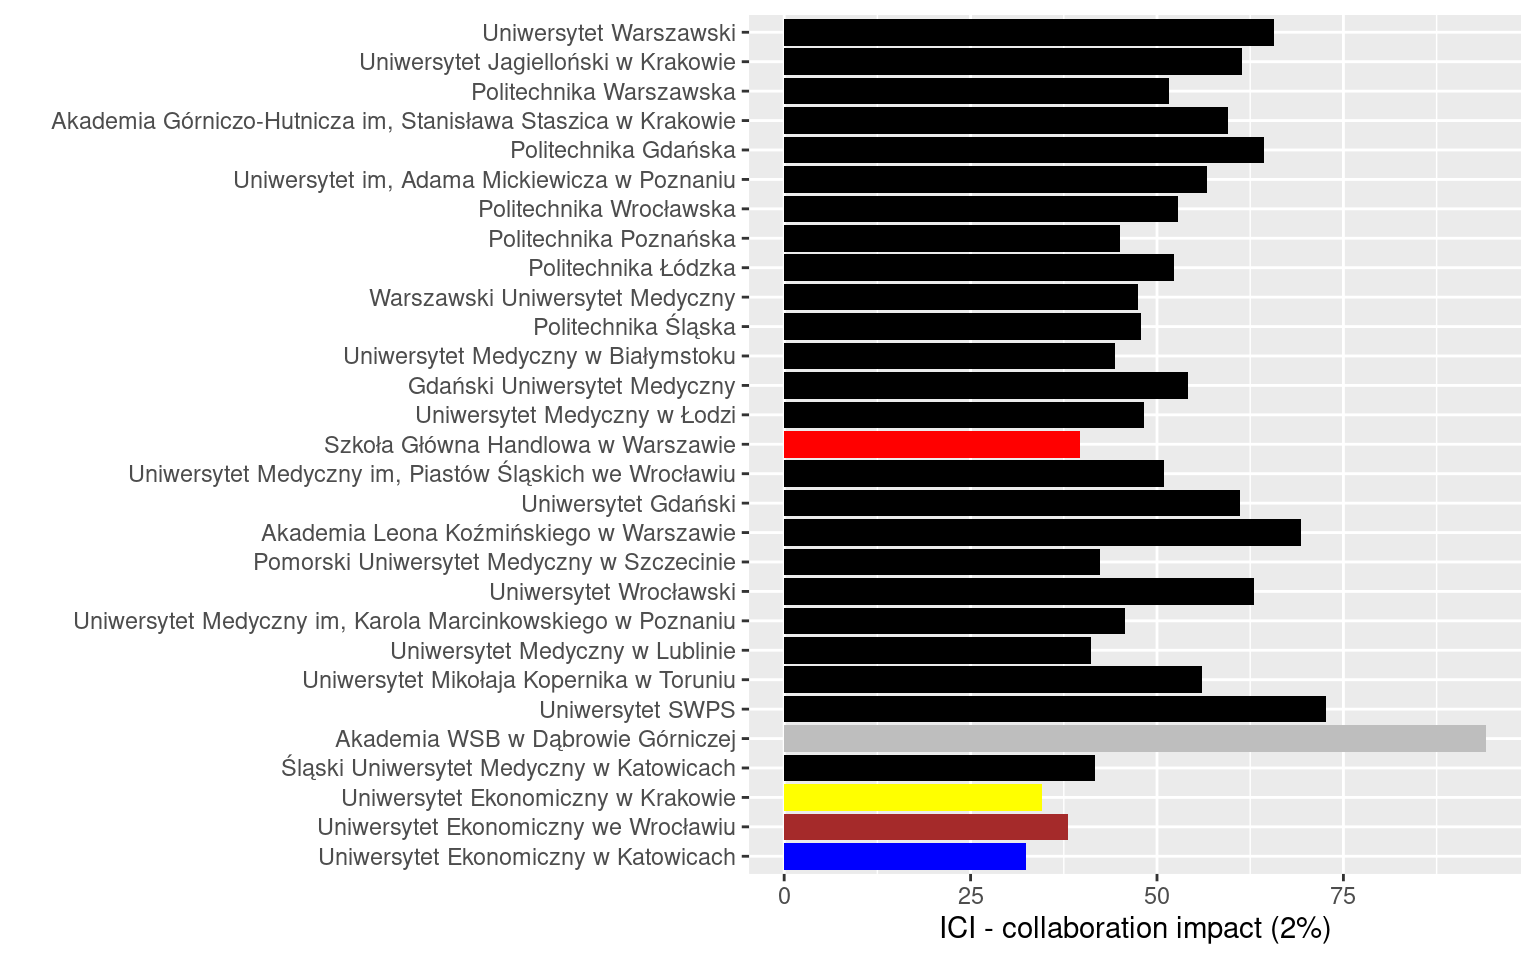 Uniwersytet Warszawski
Uniwersytet Jagielloński w Krakowie
Politechnika Warszawska
Akademia Górniczo-Hutnicza im, Stanisława Staszica w Krakowie
Politechnika Gdańska
Uniwersytet im, Adama Mickiewicza w Poznaniu
Politechnika Wrocławska
Politechnika Poznańska
Politechnika Łódzka
Warszawski Uniwersytet Medyczny
Politechnika Śląska
Uniwersytet Medyczny w Białymstoku
Gdański Uniwersytet Medyczny
Uniwersytet Medyczny w Łodzi
Szkoła Główna Handlowa w Warszawie
Uniwersytet Medyczny im, Piastów Śląskich we Wrocławiu
Uniwersytet Gdański
Akademia Leona Koźmińskiego w Warszawie
Pomorski Uniwersytet Medyczny w Szczecinie
Uniwersytet Wrocławski
Uniwersytet Medyczny im, Karola Marcinkowskiego w Poznaniu
Uniwersytet Medyczny w Lublinie
Uniwersytet Mikołaja Kopernika w Toruniu
Uniwersytet SWPS
Akademia WSB w Dąbrowie Górniczej
Śląski Uniwersytet Medyczny w Katowicach
Uniwersytet Ekonomiczny w Krakowie
Uniwersytet Ekonomiczny we Wrocławiu
Uniwersytet Ekonomiczny w Katowicach
0 25 50 75
ICI - collaboration impact (2%)